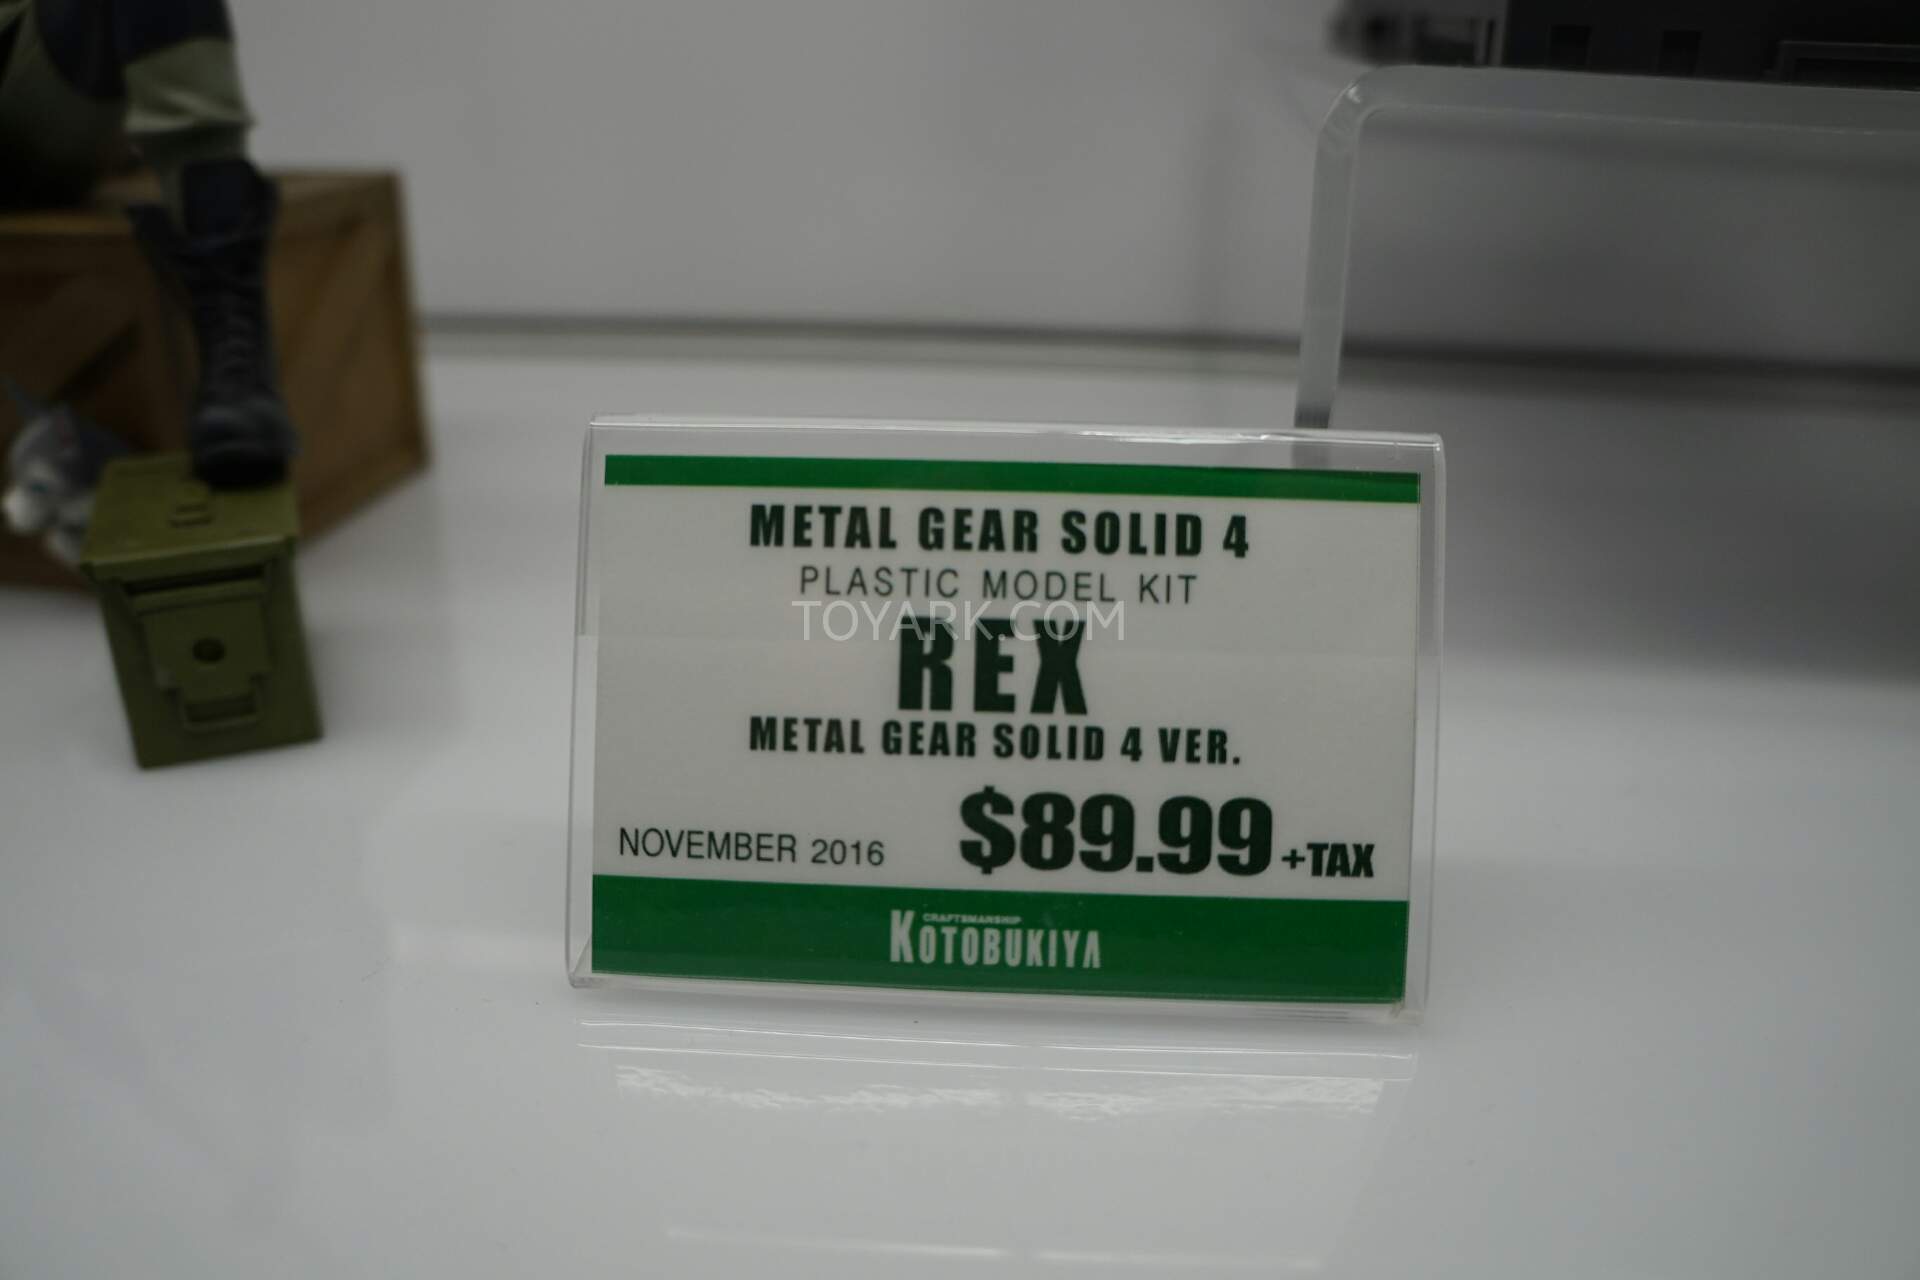 METAL GEAR SOLID 4
PLASTIC MODEL KIT
TOYARK.COM
REX
METAL GEAR SOLID 4 VER.
NOVEMBER 2016 $89.99 +TAX
CRAFTSMANSHIP
KOTOBUKIYA